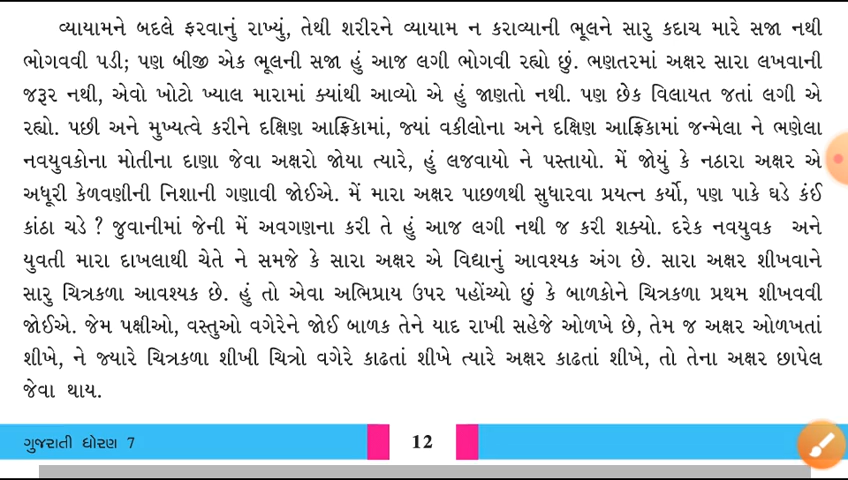 વ્યાયામને બદલે ફરવાનું રાખ્યું, તેથી શરીરને વ્યાયામ ન કરાવ્યાની ભૂલને સારુ કદાચ મારે સજા નથી
ભોગવવી પડી; પણ બીજી એક ભૂલની સજા હું આજ લગી ભોગવી રહ્યો છું. ભણતરમાં અક્ષર સારા લખવાની
જરૂર નથી, એવો ખોટો ખ્યાલ મારામાં ક્યાંથી આવ્યો એ હું જાણતો નથી. પણ છેક વિલાયત જતાં લગી એ
રહ્યો. પછી અને મુખ્યત્વે કરીને દક્ષિણ આફ્રિકામાં, જ્યાં વકીલોના અને દક્ષિણ આફ્રિકામાં જન્મેલા ને ભણેલા
નવયુવકોના મોતીના દાણા જેવા અક્ષરો જોયા ત્યારે, હું લજવાયો ને પસ્તાયો. મેં જોયું કે નઠારા અક્ષર એ
અધૂરી કેળવણીની નિશાની ગણાવી જોઈએ. મેં મારા અક્ષર પાછળથી સુધારવા પ્રયત્ન કર્યો, પણ પાકે ઘડે કંઈ
કાંઠા ચડે ? જુવાનીમાં જેની મેં અવગણના કરી તે હું આજ લગી નથી જ કરી શક્યો. દરેક નવયુવક અને
યુવતી મારા દાખલાથી ચેતે ને સમજે કે સારા અક્ષર એ વિદ્યાનું આવશ્યક અંગ છે. સારા અક્ષર શીખવાને
સારુ ચિત્રકળા આવશ્યક છે. હું તો એવા અભિપ્રાય ઉપર પહોંચ્યો છું કે બાળકોને ચિત્રકળા પ્રથમ શીખવવી
જોઈએ. જેમ પક્ષીઓ, વસ્તુઓ વગેરેને જોઈ બાળક તેને યાદ રાખી સહેજે ઓળખે છે, તેમ જ અક્ષર ઓળખતાં
શીખે, ને જ્યારે ચિત્રકળા શીખી ચિત્રો વગેરે કાઢતાં શીખે ત્યારે અક્ષર કાઢતાં શીખે, તો તેના અક્ષર છાપેલ
જેવા થાય.
ગુજરાતી ધોરણ 7 12